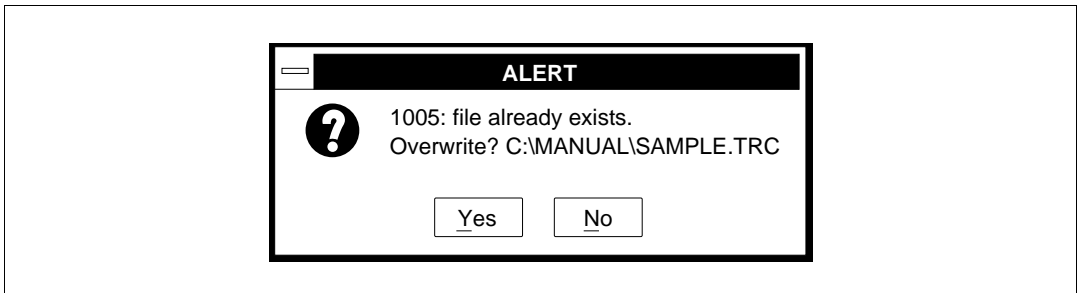 ALERT
?
1005: file already exists.
Overwrite? C:\MANUAL\SAMPLE.TRC
Yes
No